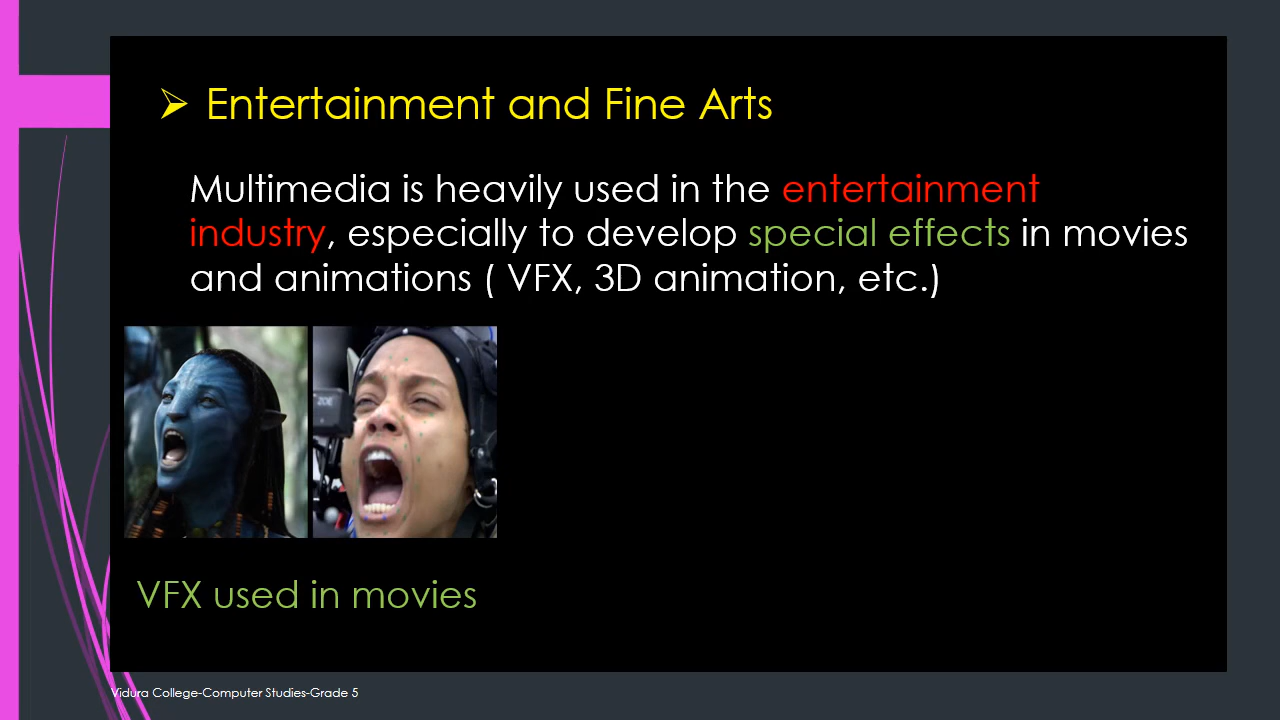 ➢ Entertainment and Fine Arts
Multimedia is heavily used in the entertainment
industry, especially to develop special effects in movies
and animations ( VFX, 3D animation, etc.)
ZOE
VFX used in movies
Vidura College-Computer Studies-Grade 5